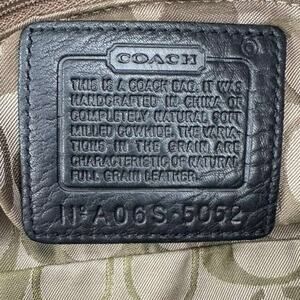 COACH
THIS IS A COACH BAG. IT WAS
HANDCRAFTED IN CHINA OF
COMPLETELY NATURAL SOFT
MILLED COWHIDE. THE VARIA-
TIONS IN THE GRAIN ARE
CHARACTERISTIC OF NATURAL
FULL GRAIN LEATHER.
Nº A06S-5052